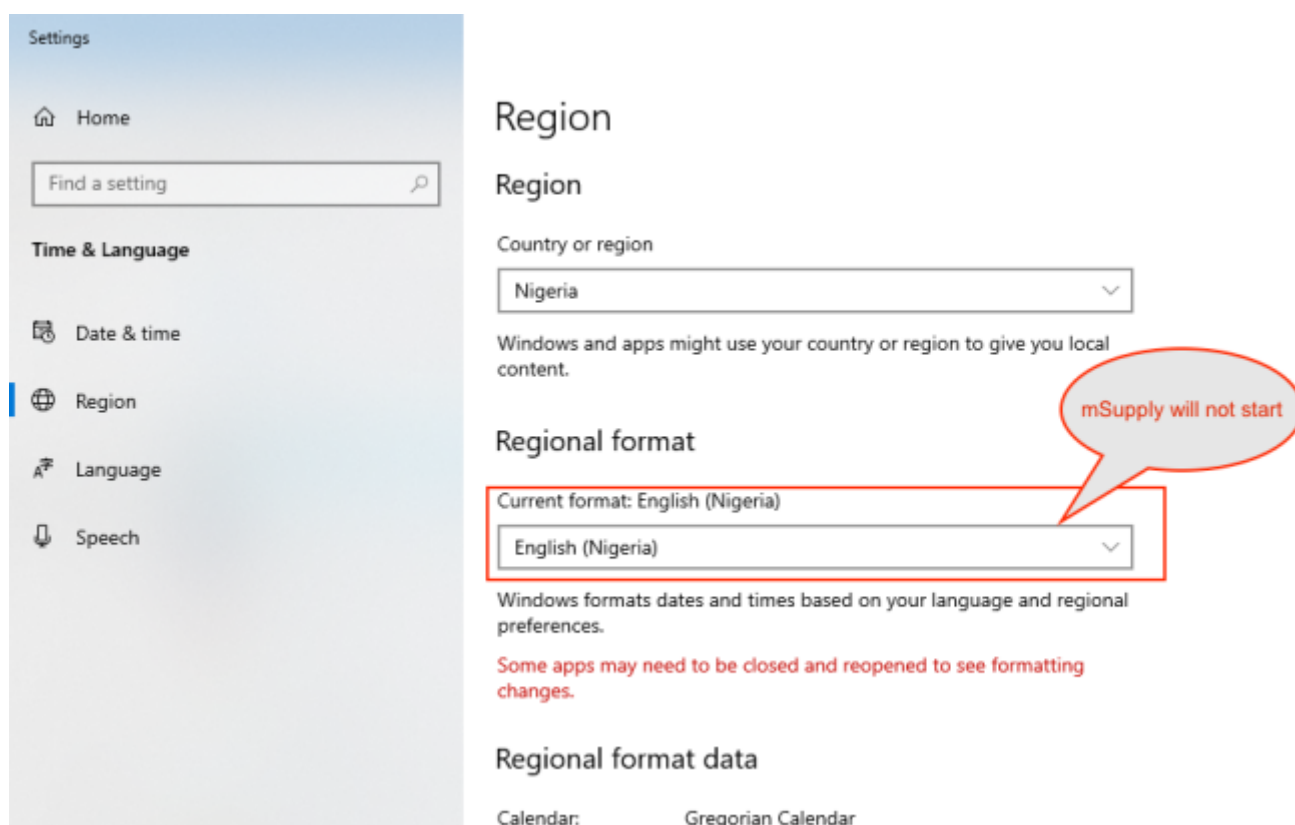 Settings
Home
Find a setting
Time & Language
Date & time
Region
Language
Speech
Region
Region
Country or region
Nigeria
Windows and apps might use your country or region to give you local
content.
mSupply will not start
Regional format
Current format: English (Nigeria)
English (Nigeria)
Windows formats dates and times based on your language and regional
preferences.
Some apps may need to be closed and reopened to see formatting
changes.
Regional format data
Calendar: Gregorian Calendar